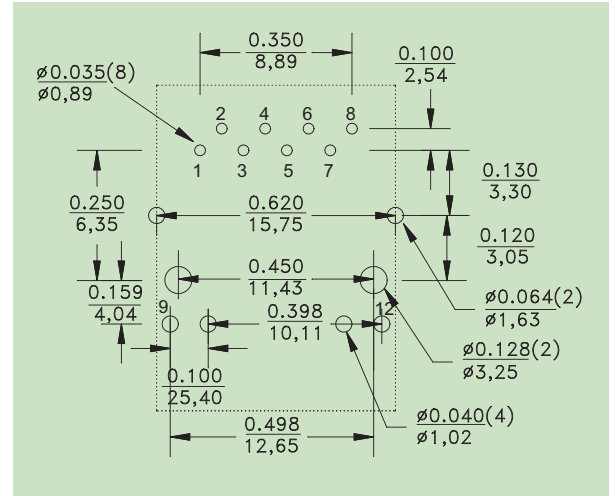 0.350
8,89
0.100
2,54
ø0.035(8)
ø0,89
2 4 6 8
1 3 5 7
0.130
3,30
0.250
6,35
0.620
15,75
0.120
3,05
0.450
11,43
0.159
4,04
ø0.064(2)
ø1,63
9
0.398
10,11
12
ø0.128(2)
ø3,25
0.100
25,40
ø0.040(4)
ø1,02
0.498
12,65